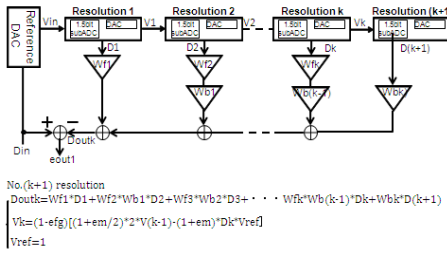 Resolution 1
Resolution 2
Resolution k
Resolution (k+1
Reference DAC
Vin
1.5bit subADC
DAC
V1
1.5bit subADC
DAC
V2
1.5bit subADC
DAC
Vk
1.5bit subADC
DAC
D1
D2
Dk
D(k+1)
Wf1
Wf2
Wfk
Wb1
Wb(k-1)
Wbk
+
−
Doutk
Din
eout1
No.(k+1) resolution
Doutk=Wf1*D1+Wf2*Wb1*D2+Wf3*Wb2*D3+・・・ Wfk*Wb(k-1)*Dk+Wbk*D(k+1)
Vk=(1-efg)[(1+em/2)*2*V(k-1)-(1+em)*Dk*Vref]
Vref=1